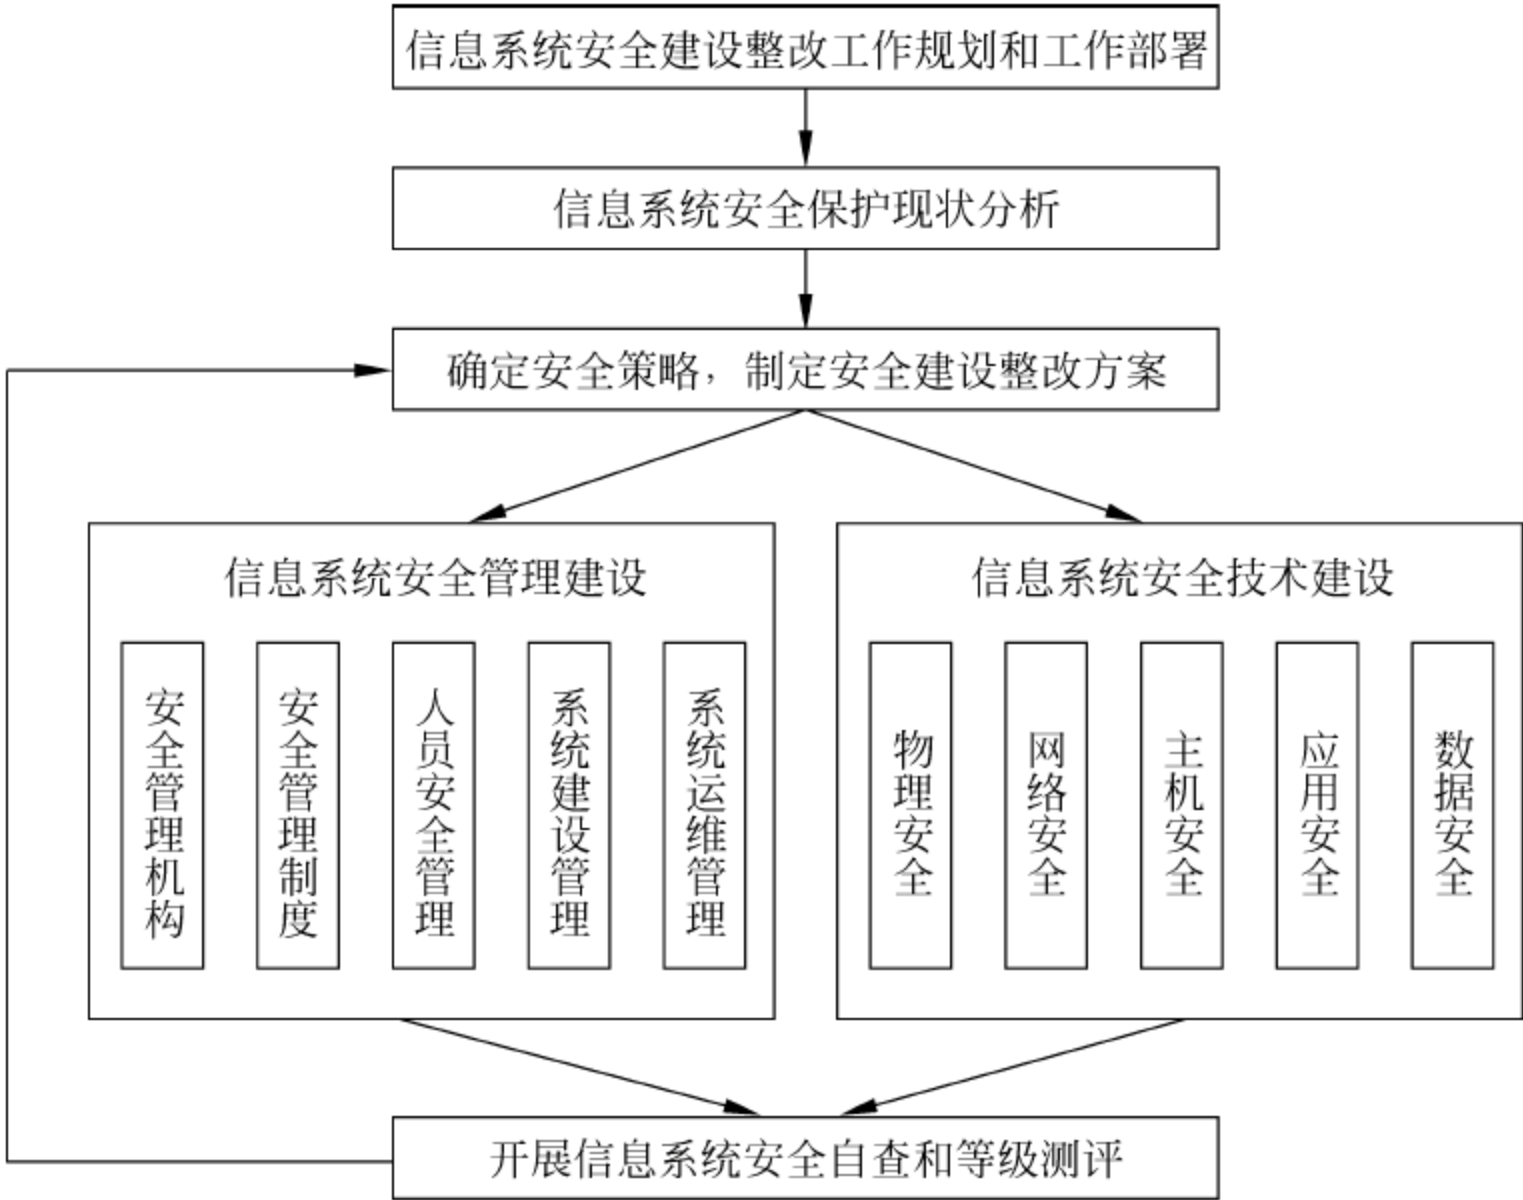 信息系统安全建设整改工作规划和工作部署
信息系统安全保护现状分析
确定安全策略，制定安全建设整改方案
信息系统安全管理建设
安全管理机构
安全管理制度
人员安全管理
系统建设管理
系统运维管理
信息系统安全技术建设
物理安全
网络安全
主机安全
应用安全
数据安全
开展信息系统安全自查和等级测评